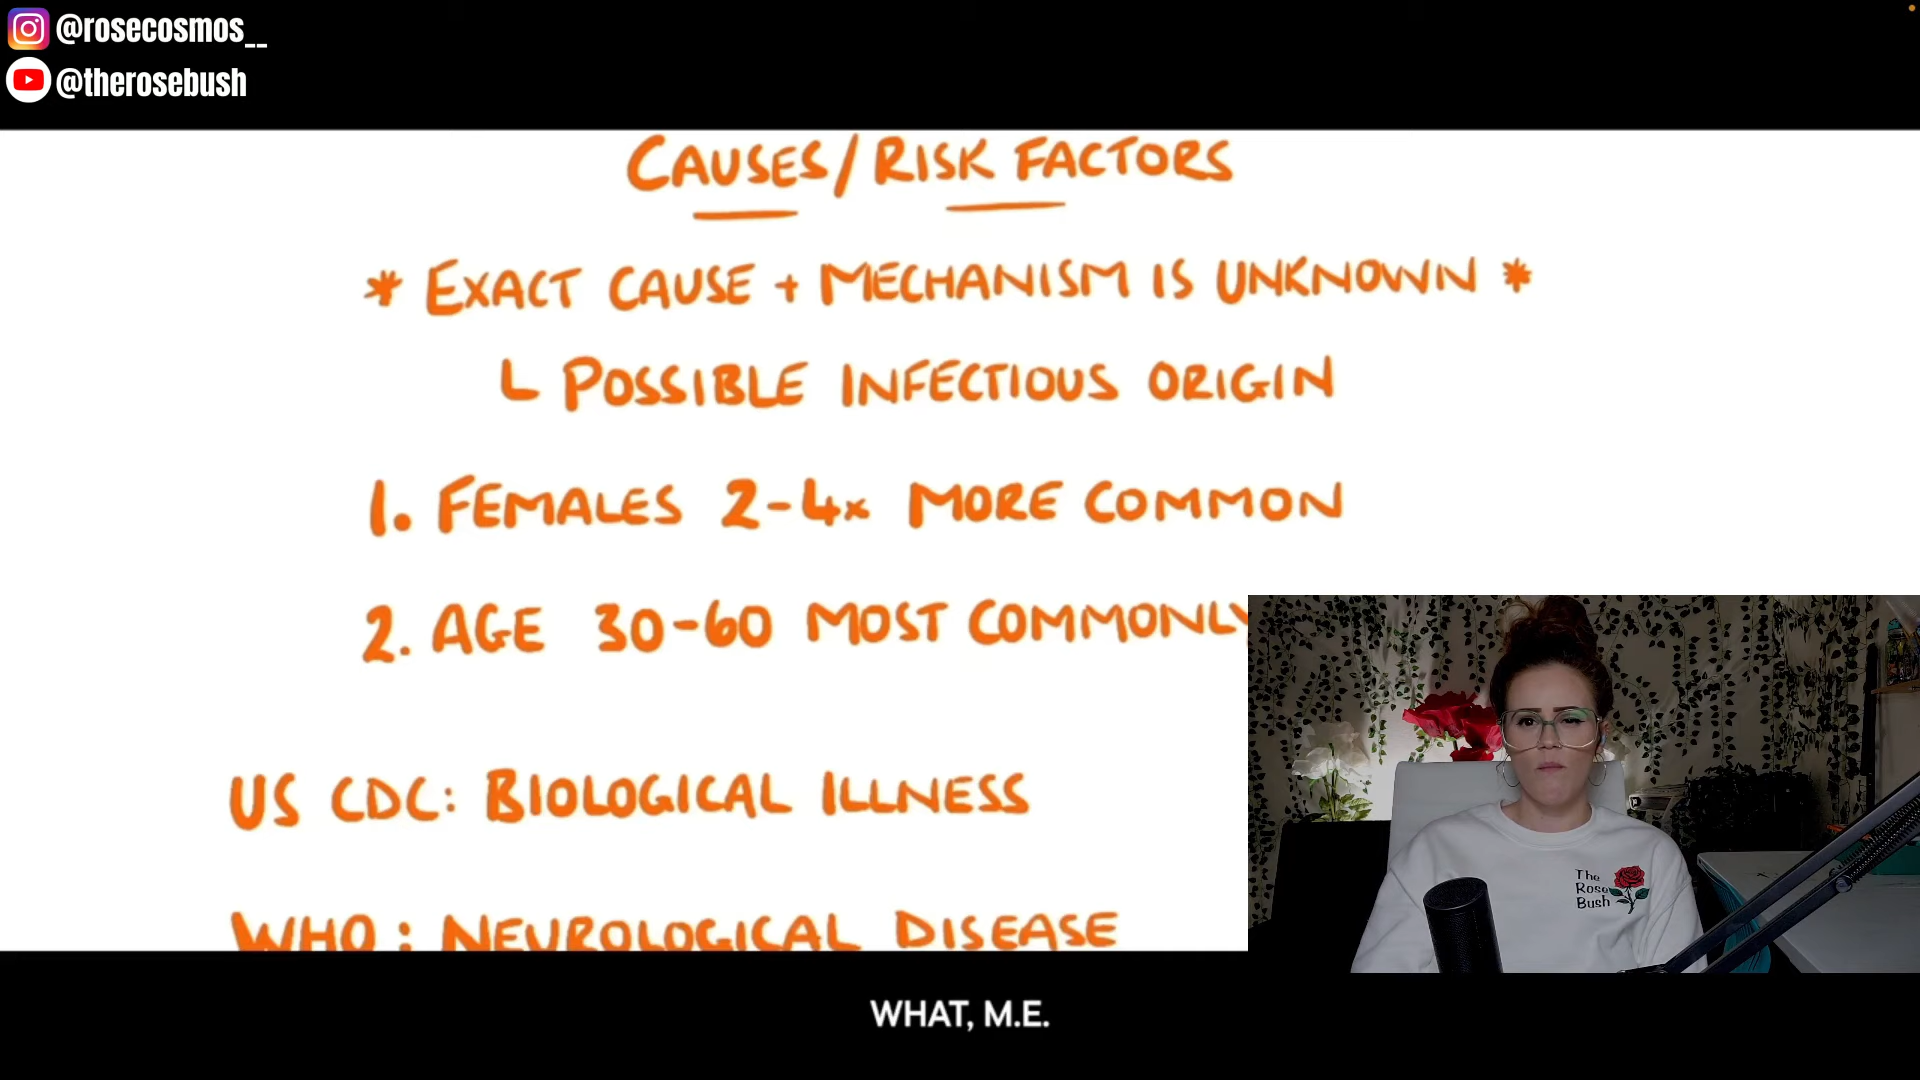 @rosecosmos__
@therosebush
CAUSES/RISK FACTORS
* EXACT CAUSE + MECHANISM IS UNKNOWN *
POSSIBLE INFECTIOUS ORIGIN
1. FEMALES 2-4x MORE COMMON
2. AGE 30-60 MOST COMMONLY
US CDC: BIOLOGICAL ILLNESS
WHO: NEUROLOGICAL DISEASE
The
Rose
Bush
WHAT, M.E.